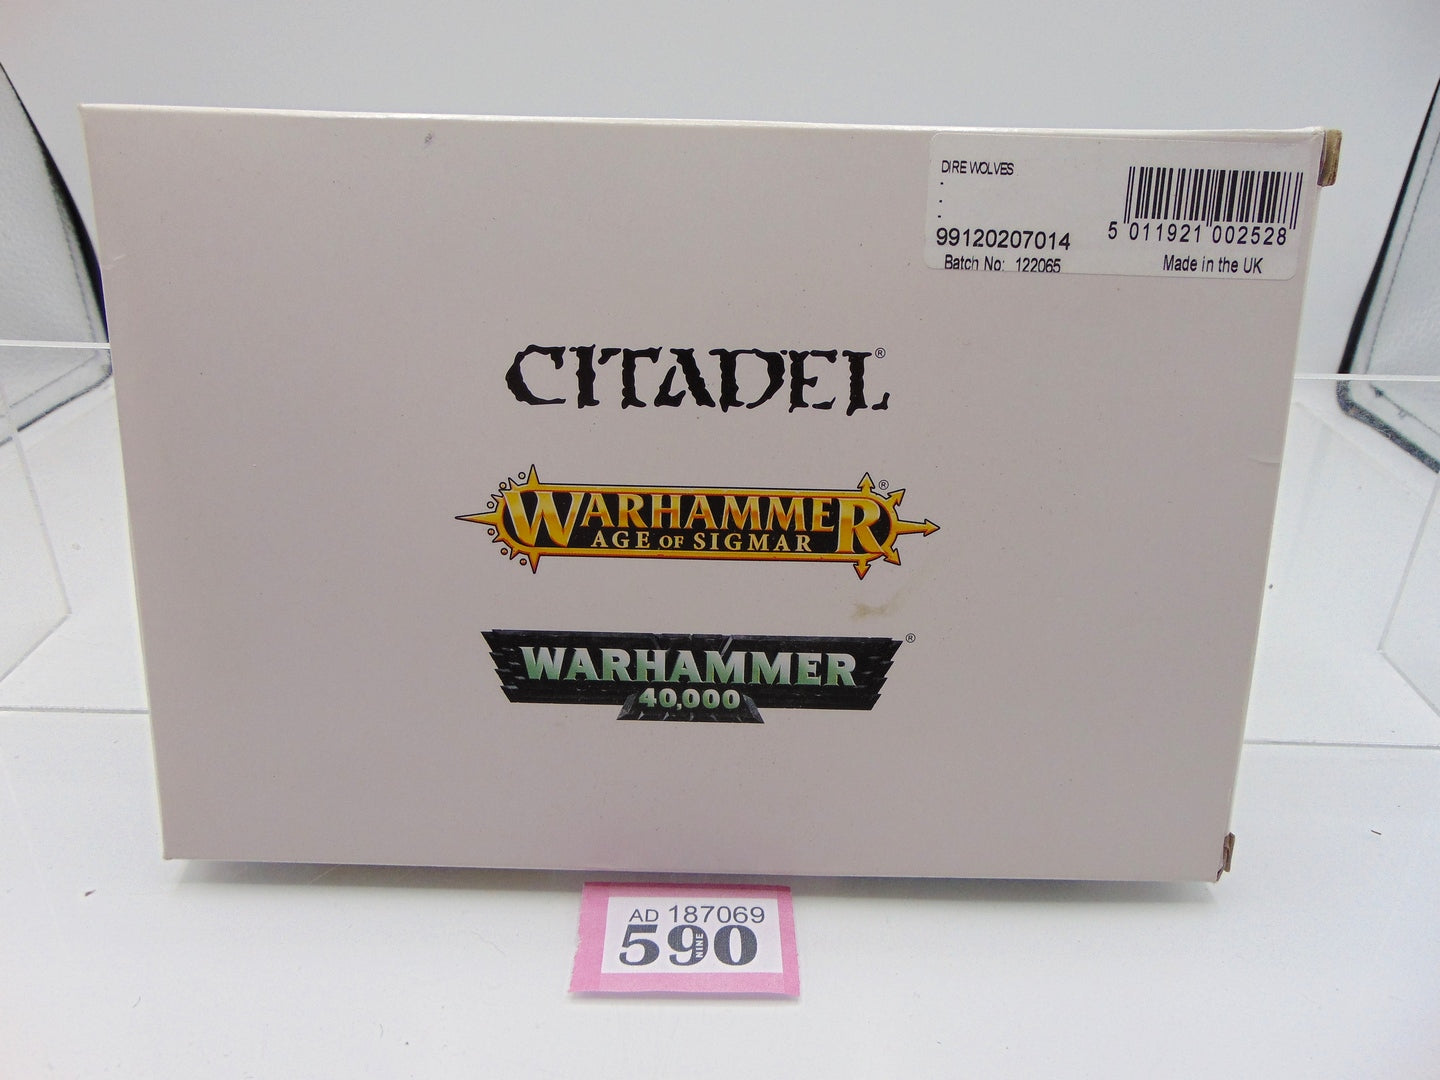 DIRE WOLVES
.
.
.
99120207014
Batch No: 122065
5 011921 002528
Made in the UK
CITADEL®
WARHAMMER®
AGE OF SIGMAR
WARHAMMER®
40,000
AD 187069
590
NINE